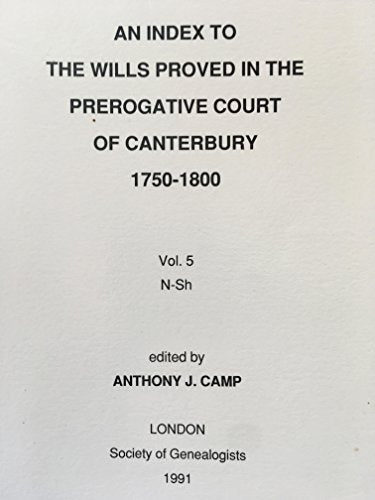 AN INDEX TO
THE WILLS PROVED IN THE
PREROGATIVE COURT
OF CANTERBURY
1750-1800
Vol. 5
N-Sh
edited by
ANTHONY J. CAMP
LONDON
Society of Genealogists
1991